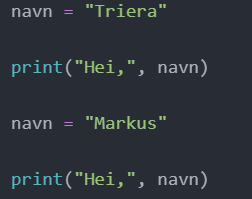 navn = "Triera"
print("Hei,", navn)
navn = "Markus"
print("Hei,", navn)